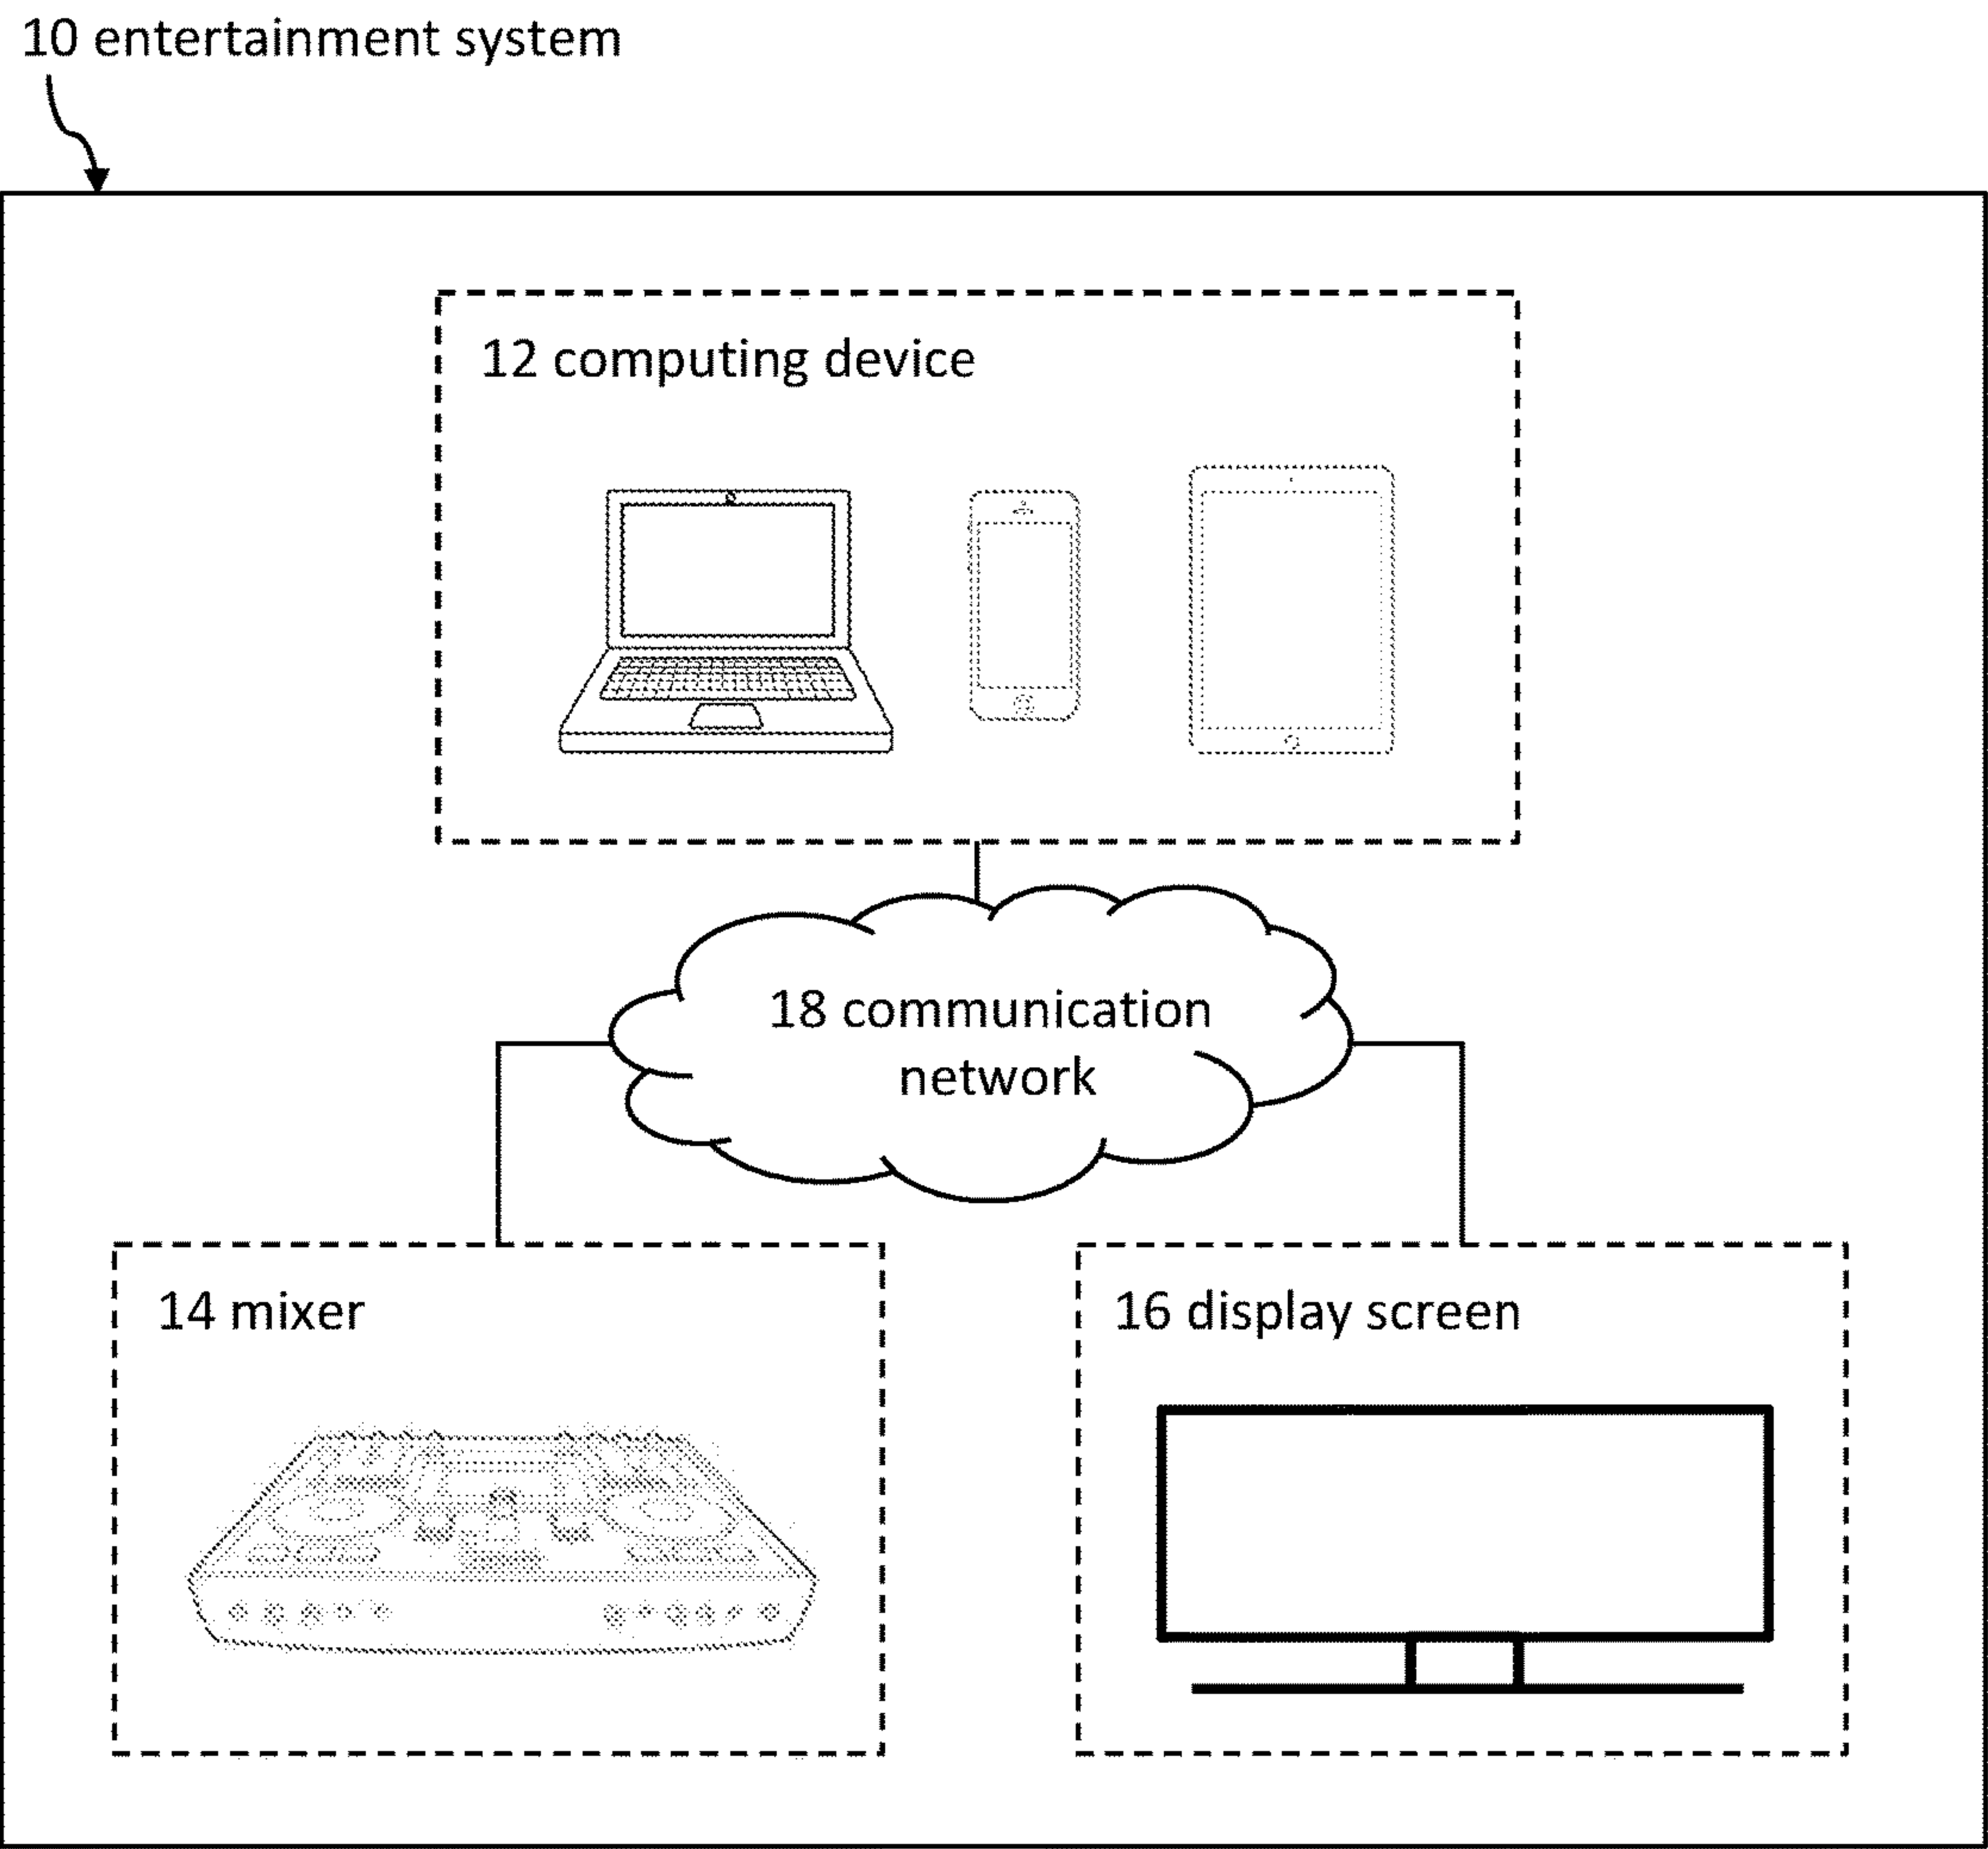 10 entertainment system
12 computing device
18 communication
network
14 mixer
16 display screen